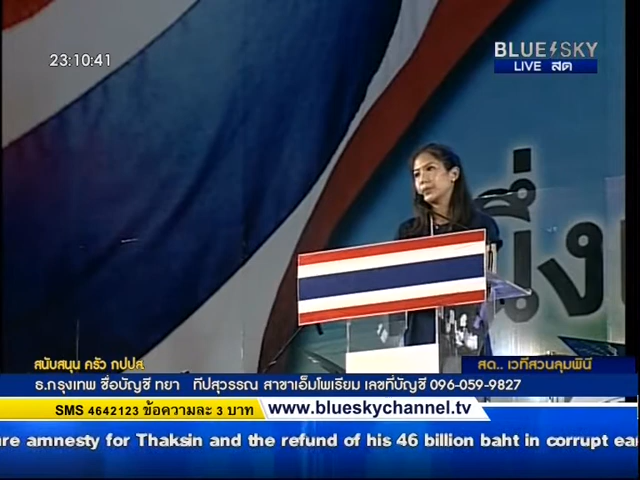 23:10:41
BLUE SKY
LIVE สด
นึ่ง
สนับสนุน ครัว กปปส.
สด.. เวทีสวนลุมพินี
ธ.กรุงเทพ ชื่อบัญชี ทยา ทีปสุวรรณ สาขาเอ็มโพเรียม เลขที่บัญชี 096-059-9827
SMS 4642123 ข้อความละ 3 บาท
www.blueskychannel.tv
ure amnesty for Thaksin and the refund of his 46 billion baht in corrupt ea